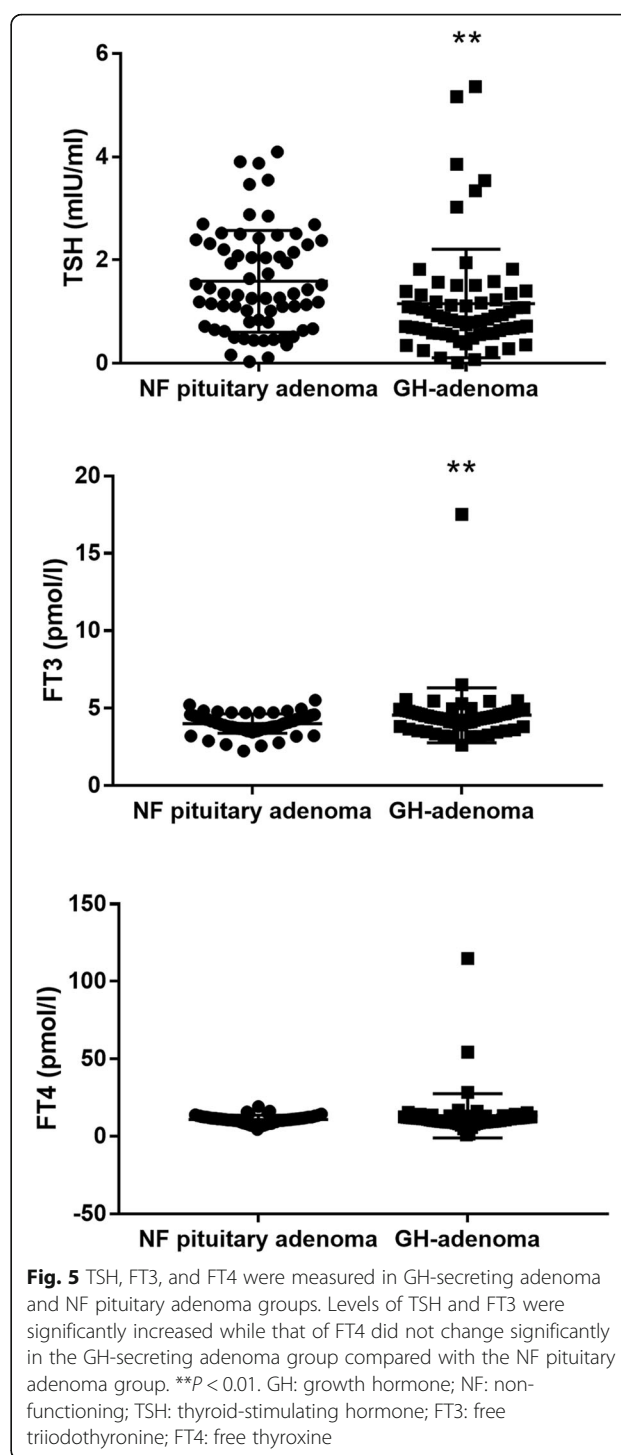 **
6
4
2
0
TSH (mIU/ml)
NF pituitary adenoma GH-adenoma
**
20
15
10
5
0
FT3 (pmol/l)
NF pituitary adenoma GH-adenoma
150
100
50
0
-50
FT4 (pmol/l)
NF pituitary adenoma GH-adenoma
Fig. 5 TSH, FT3, and FT4 were measured in GH-secreting adenoma
and NF pituitary adenoma groups. Levels of TSH and FT3 were
significantly increased while that of FT4 did not change significantly
in the GH-secreting adenoma group compared with the NF pituitary
adenoma group. **P < 0.01. GH: growth hormone; NF: non-
functioning; TSH: thyroid-stimulating hormone; FT3: free
triiodothyronine; FT4: free thyroxine